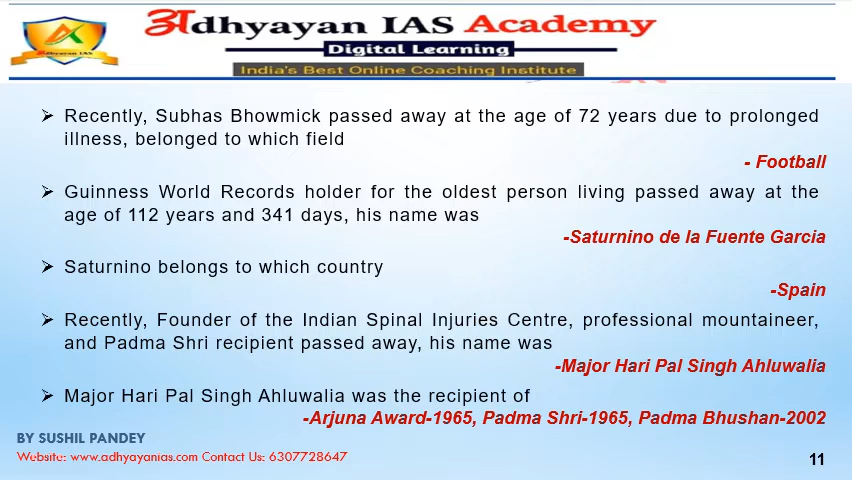 अdhyayan IAS Academy
Digital Learning
India's Best Online Coaching Institute
Adhyayan IAS
➢ Recently, Subhas Bhowmick passed away at the age of 72 years due to prolonged
illness, belonged to which field
- Football
➢ Guinness World Records holder for the oldest person living passed away at the
age of 112 years and 341 days, his name was
-Saturnino de la Fuente Garcia
➢ Saturnino belongs to which country
-Spain
➢ Recently, Founder of the Indian Spinal Injuries Centre, professional mountaineer,
and Padma Shri recipient passed away, his name was
-Major Hari Pal Singh Ahluwalia
➢ Major Hari Pal Singh Ahluwalia was the recipient of
-Arjuna Award-1965, Padma Shri-1965, Padma Bhushan-2002
BY SUSHIL PANDEY
Website: www.adhyayanias.com Contact Us: 6307728647
11